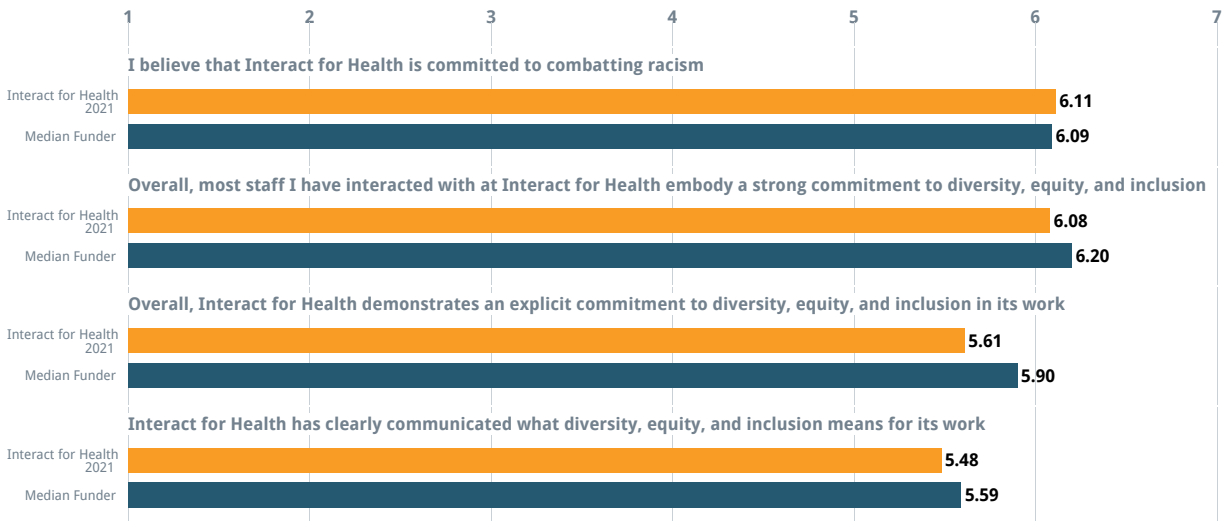 1 2 3 4 5 6 7
I believe that Interact for Health is committed to combatting racism
Interact for Health
2021
6.11
Median Funder
6.09
Overall, most staff I have interacted with at Interact for Health embody a strong commitment to diversity, equity, and inclusion
Interact for Health
2021
6.08
Median Funder
6.20
Overall, Interact for Health demonstrates an explicit commitment to diversity, equity, and inclusion in its work
Interact for Health
2021
5.61
Median Funder
5.90
Interact for Health has clearly communicated what diversity, equity, and inclusion means for its work
Interact for Health
2021
5.48
Median Funder
5.59